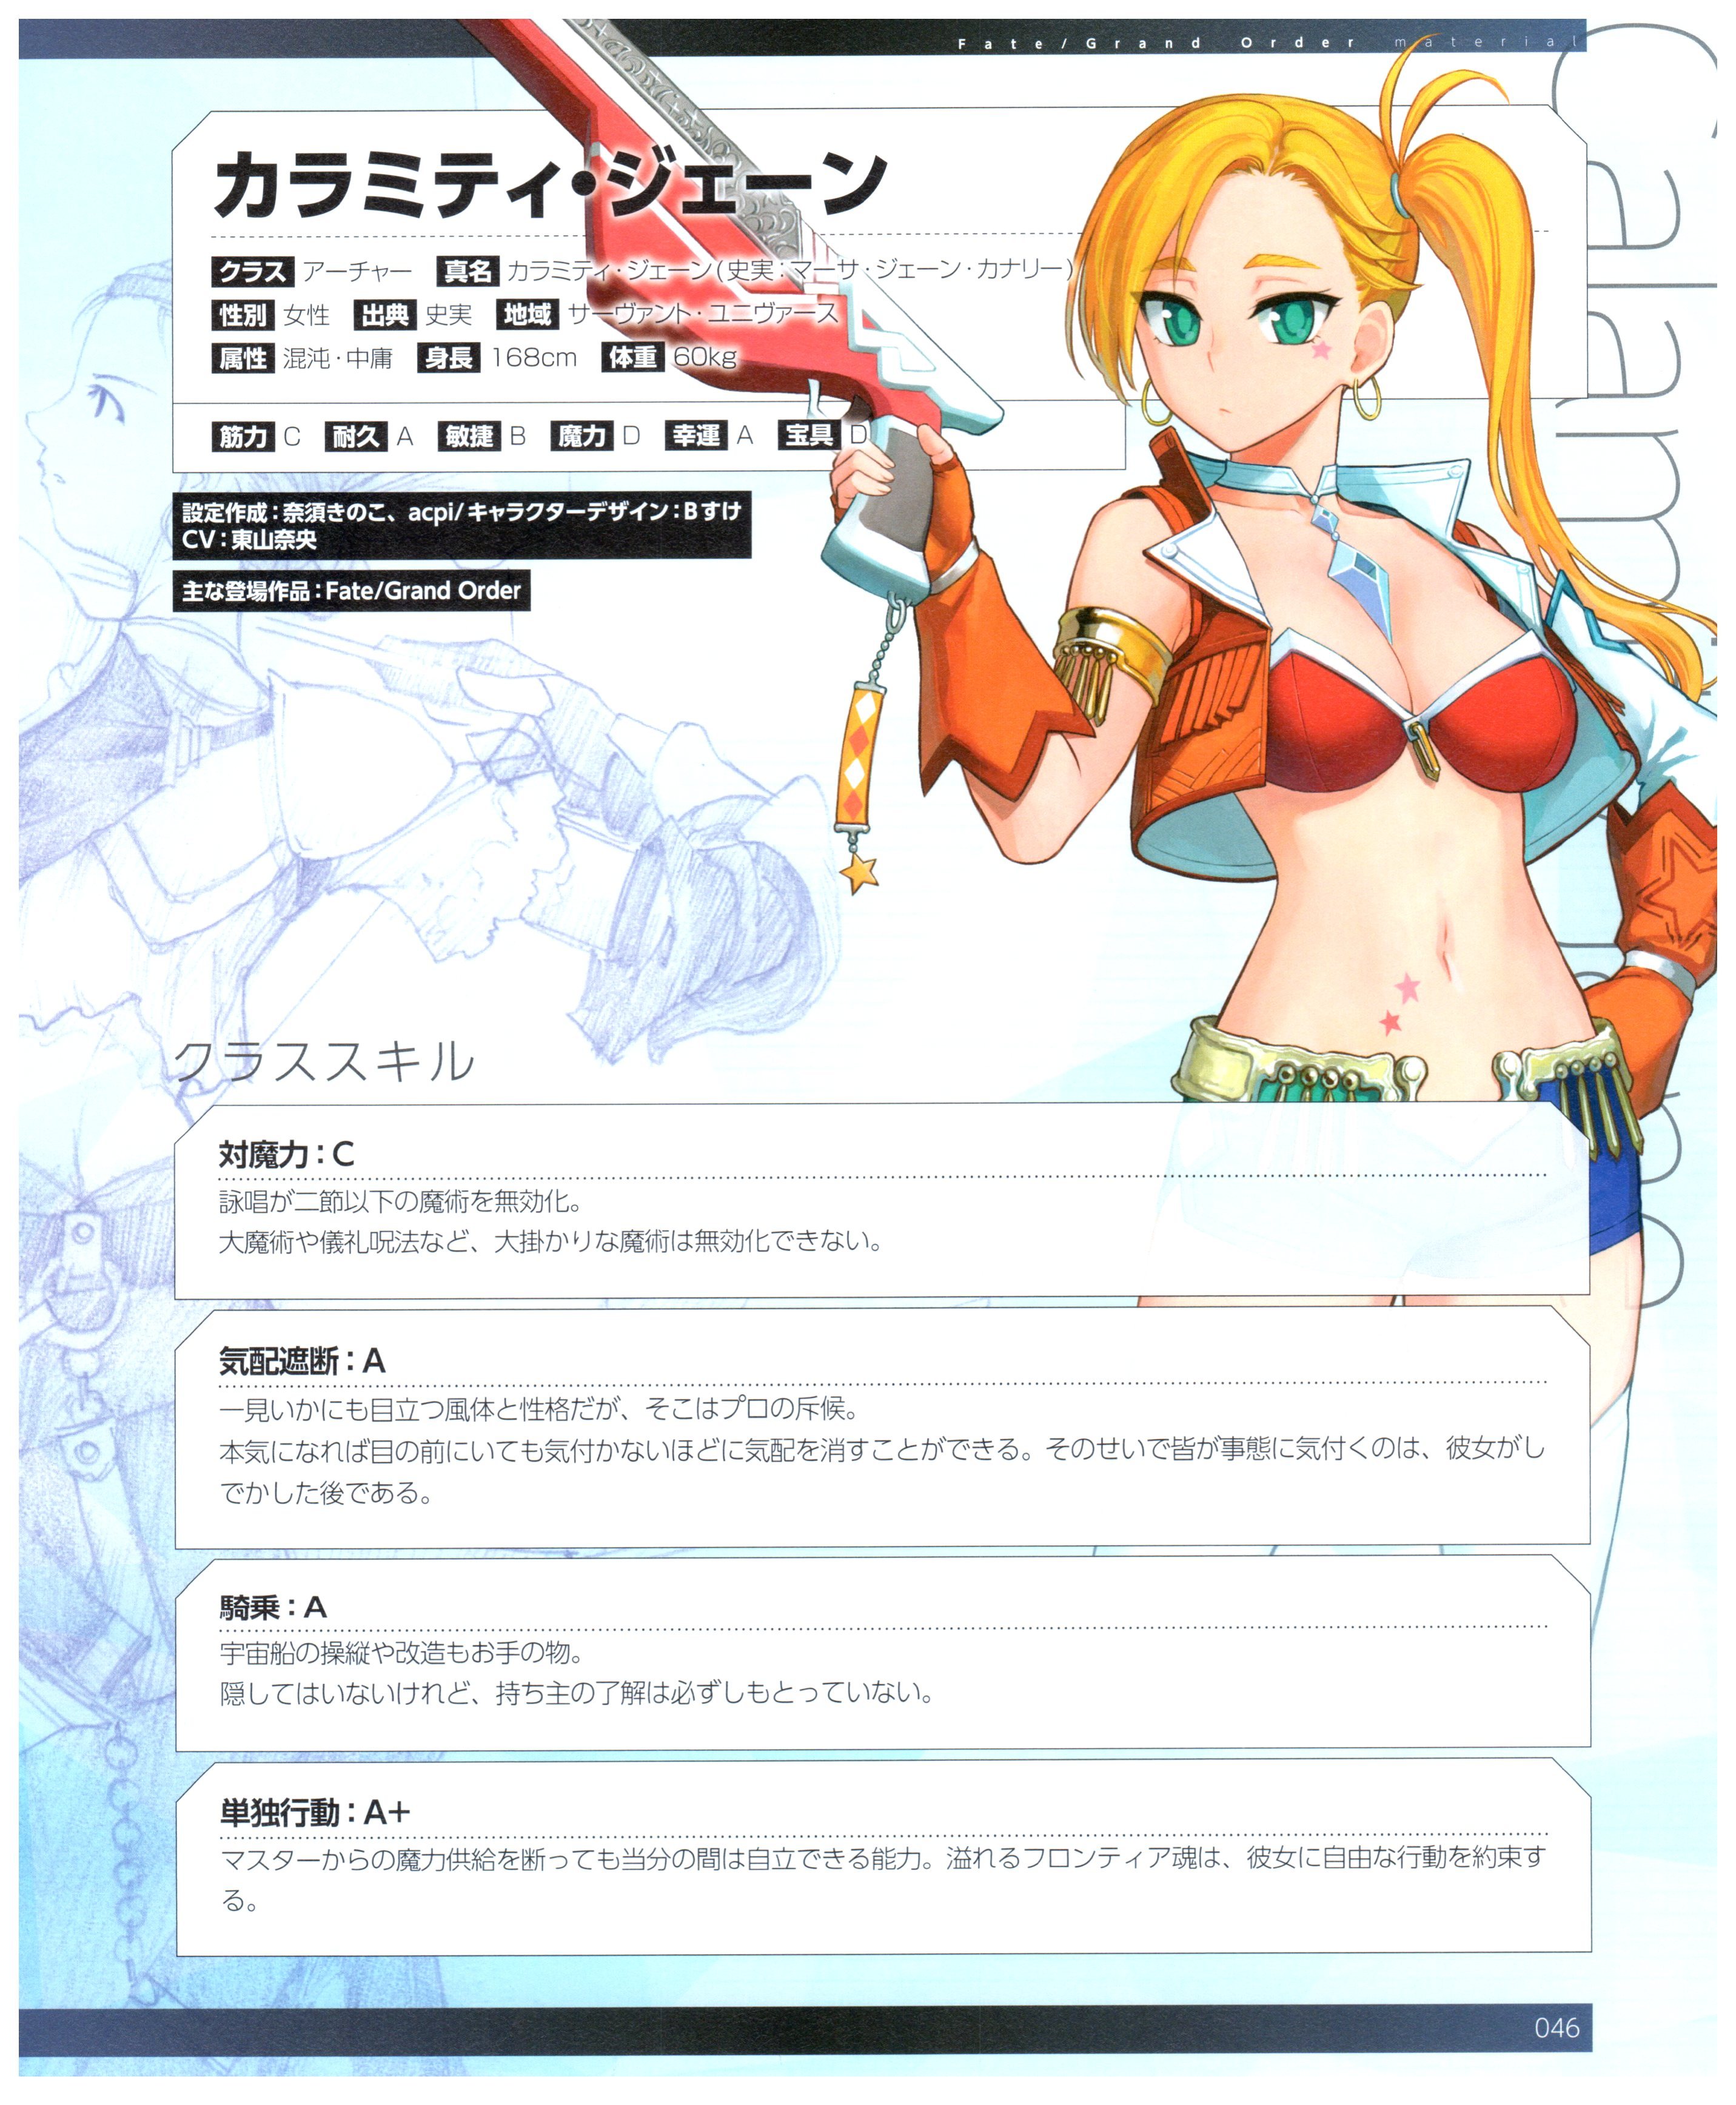 Fate/Grand Order material
カラミティ・ジェーン
クラス アーチャー 真名 カラミティ・ジェーン(史実:マーサ・ジェーン・カナリー)
性別 女性 出典 史実 地域 サーヴァント・ユニヴァース
属性 混沌・中庸 身長 168cm 体重 60kg
筋力 C 耐久 A 敏捷 B 魔力 D 幸運 A 宝具 D
設定作成:奈須きのこ、acpi/キャラクターデザイン:Bすけ
CV:東山奈央
主な登場作品:Fate/Grand Order
クラススキル
対魔力:C
詠唱が二節以下の魔術を無効化。
大魔術や儀礼呪法など、大掛かりな魔術は無効化できない。
気配遮断:A
一見いかにも目立つ風体と性格だが、そこはプロの斥候。
本気になれば目の前にいても気付かないほどに気配を消すことができる。そのせいで皆が事態に気付くのは、彼女がし
でかした後である。
騎乗:A
宇宙船の操縦や改造もお手の物。
隠してはいないけれど、持ち主の了解は必ずしもとっていない。
単独行動:A+
マスターからの魔力供給を断っても当分の間は自立できる能力。溢れるフロンティア魂は、彼女に自由な行動を約束す
る。
046